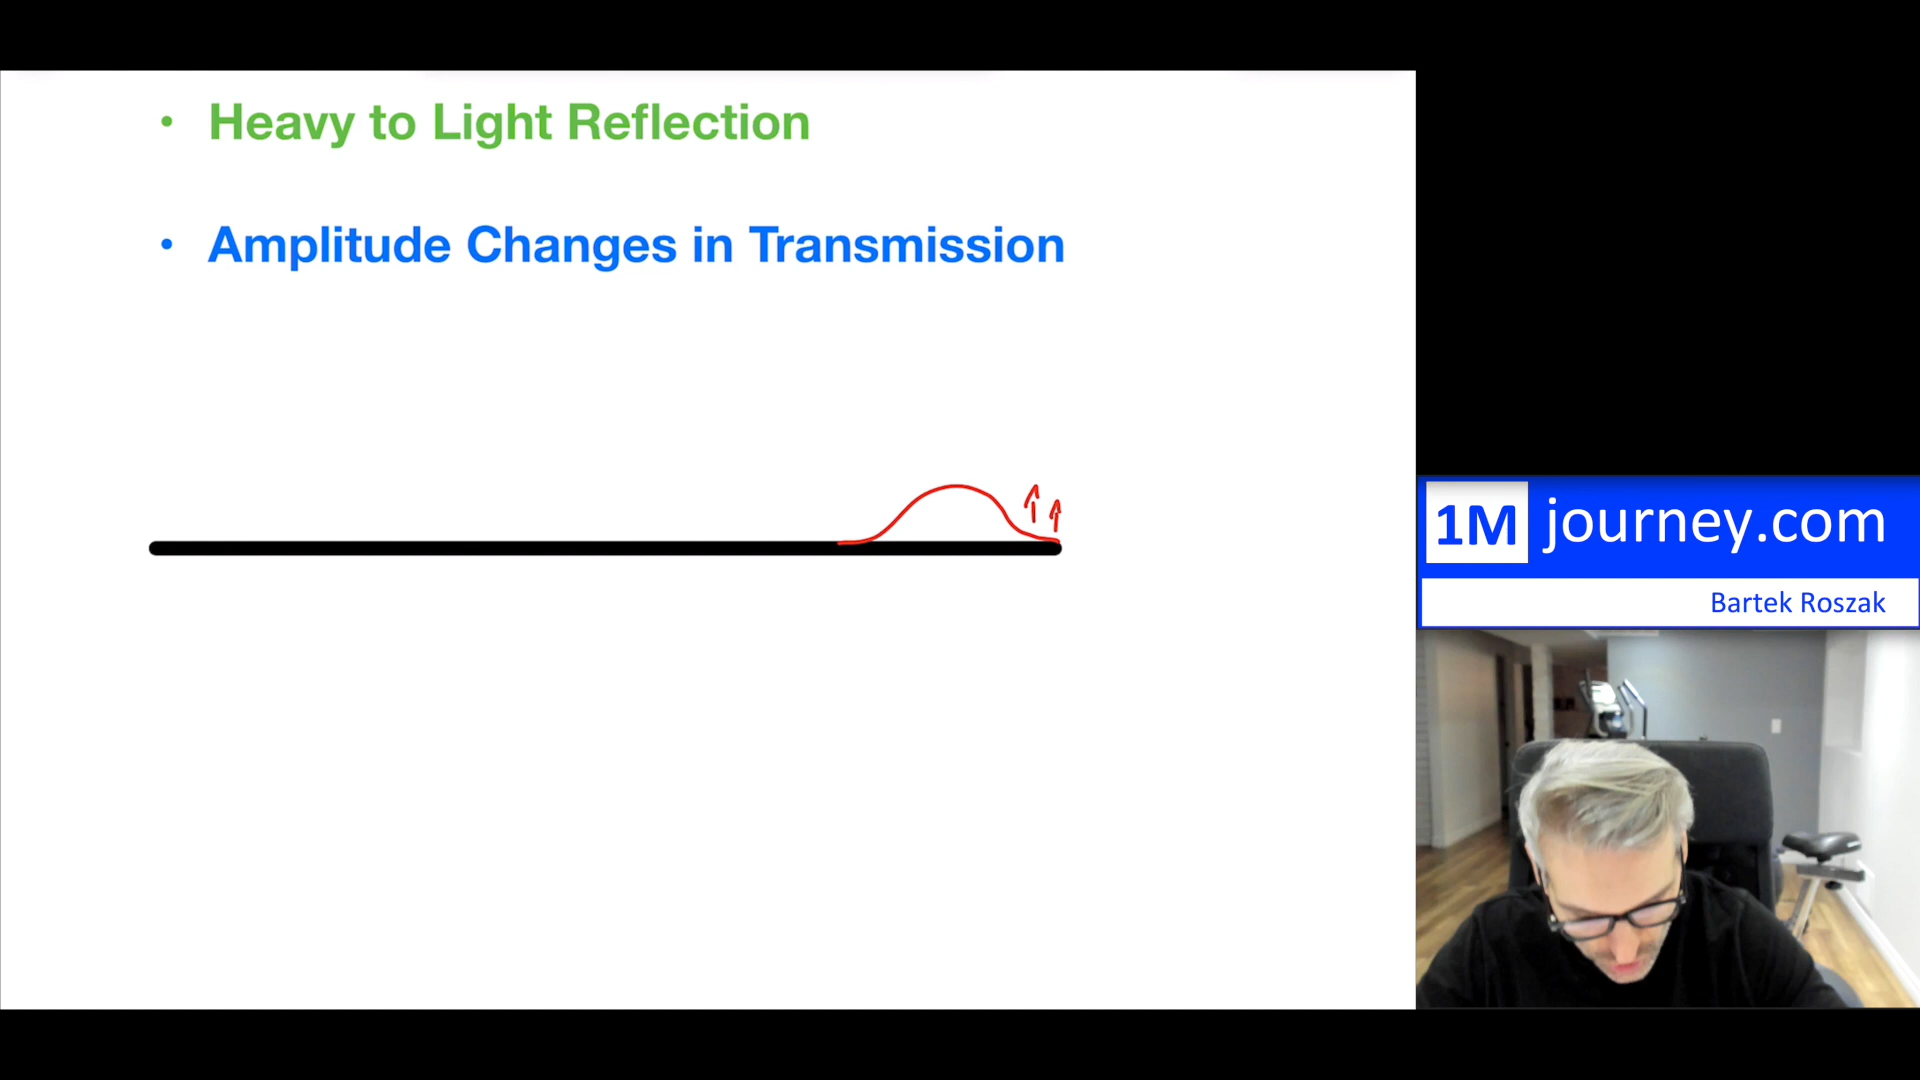 • Heavy to Light Reflection
• Amplitude Changes in Transmission
1M journey.com
Bartek Roszak